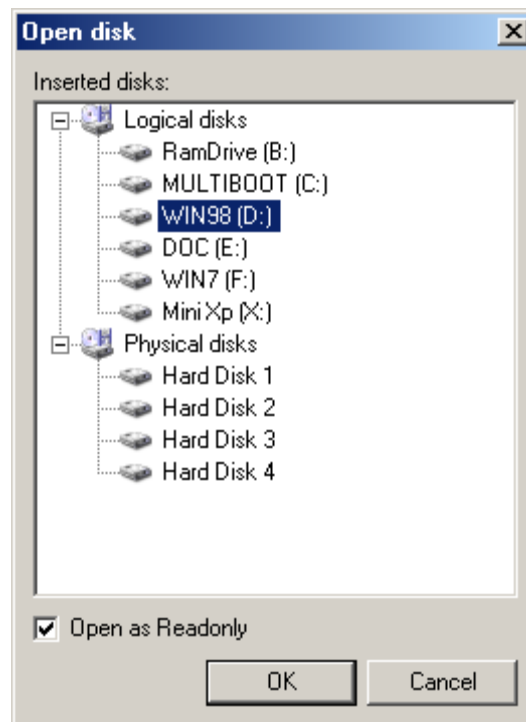 Open disk
Inserted disks:
Logical disks
RamDrive (B:)
MULTIBOOT (C:)
WIN98 (D:)
DOC (E:)
WIN7 (F:)
Mini Xp (X:)
Physical disks
Hard Disk 1
Hard Disk 2
Hard Disk 3
Hard Disk 4
Open as Readonly
OK Cancel